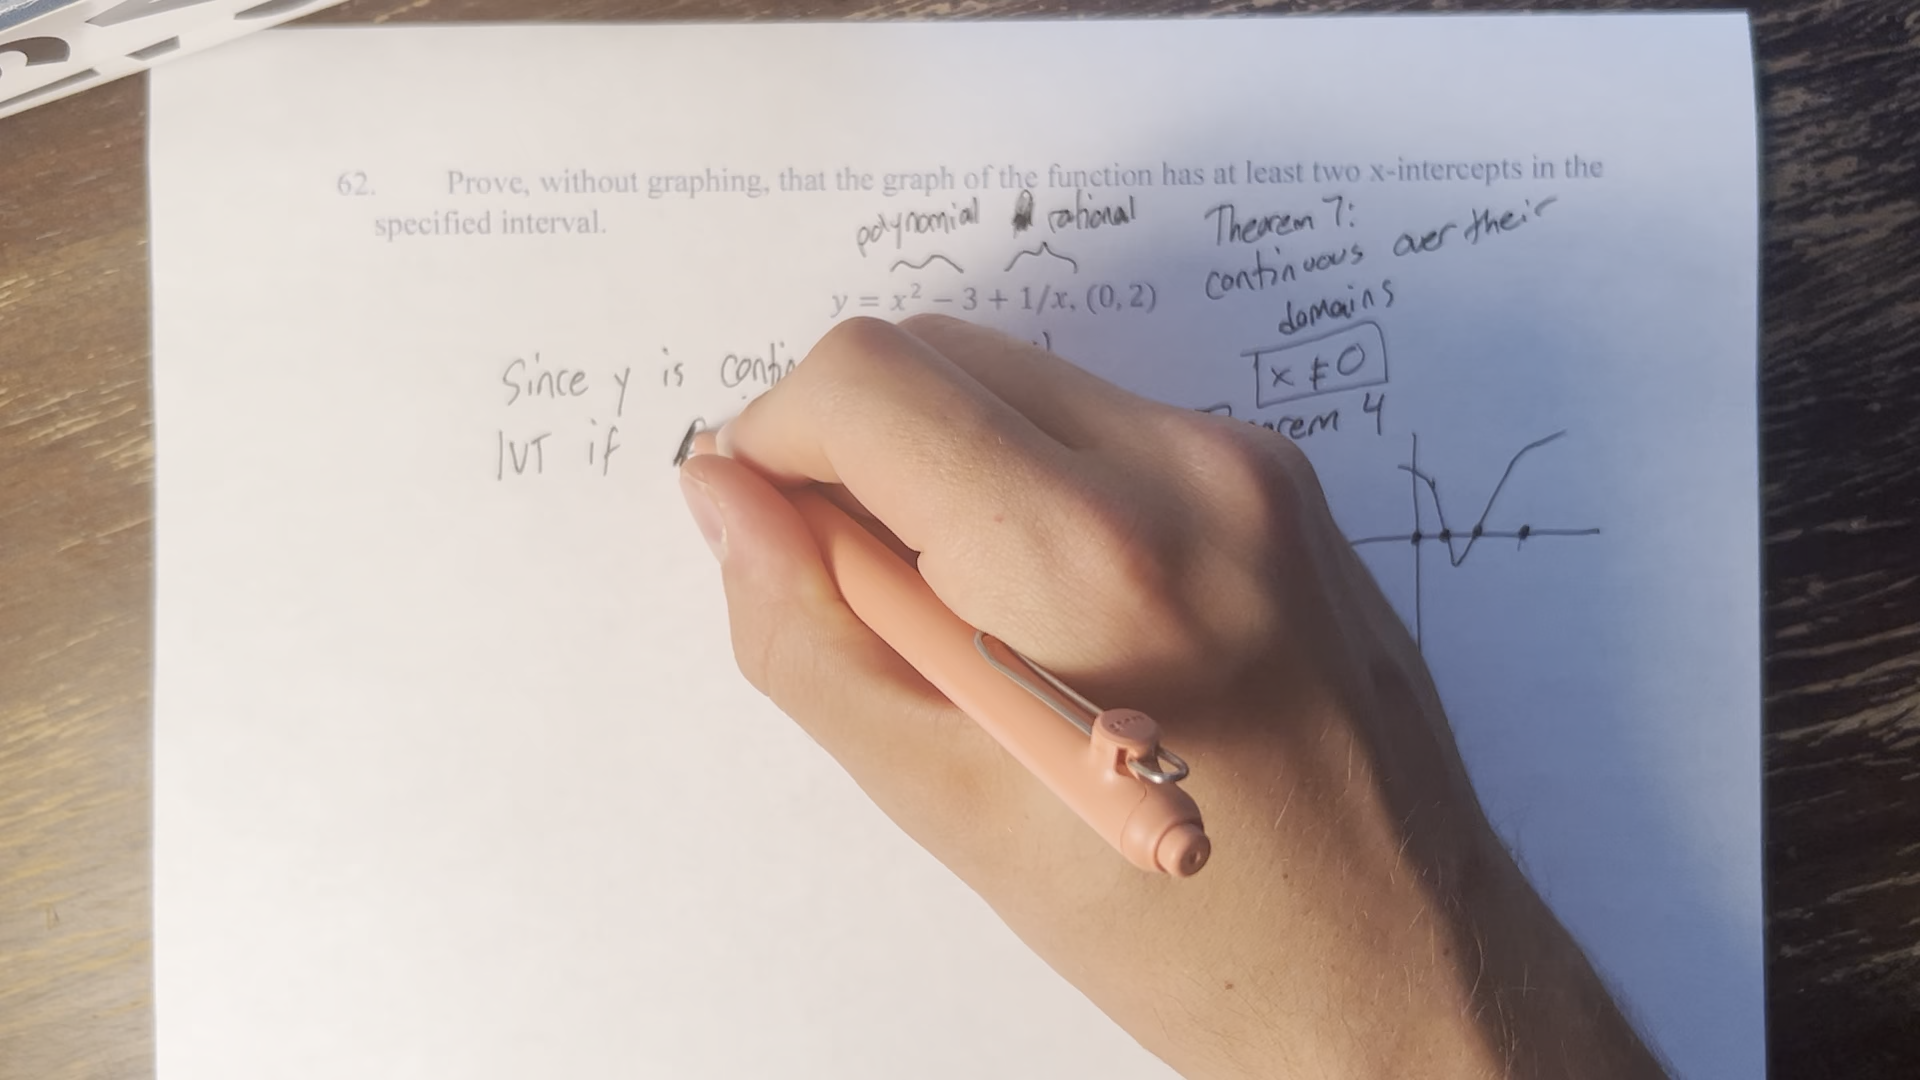 62. Prove, without graphing, that the graph of the function has at least two x-intercepts in the
specified interval.
polynomial rational
y = x² − 3 + 1/x, (0, 2)
Theorem 7:
continuous over their
domains
x ≠ 0
4
Since y is
IVT if